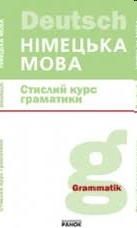 Deutsch
НІМЕЦЬКА
МОВА
Стислий курс
граматики
g
Grammatik
РАНОК